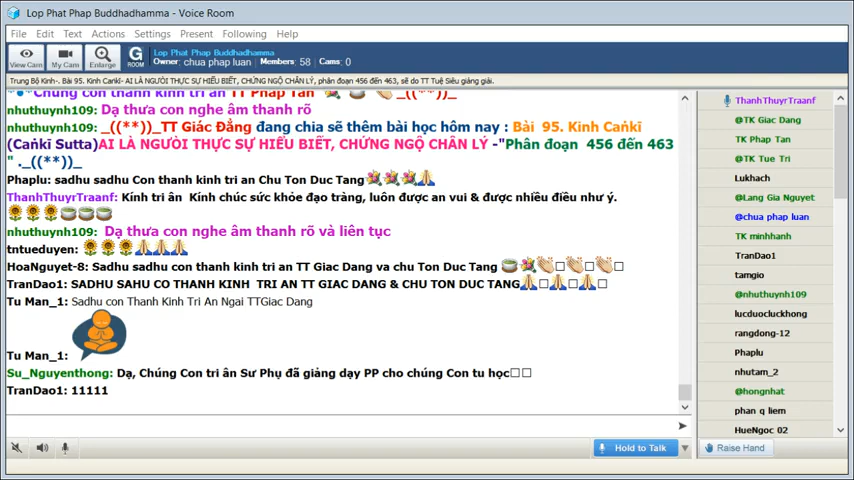 Lop Phat Phap Buddhadhamma - Voice Room
File Edit Text Actions Settings Present Following Help
View Cam My Cam Enlarge G ROOM
Lop Phat Phap Buddhadhamma
Owner: chua phap luan Members: 58 Cams: 0
Trung Bộ Kinh-. Bài 95. Kinh Cankī- AI LÀ NGƯỜI THỰC SỰ HIỂU BIẾT, CHỨNG NGỘ CHÂN LÝ, phân đoạn 456 đến 463, sẽ do TT Tuệ Siêu giảng giải.
Chúng con tri ân TT Pháp Tân _((**))_
nhuthuynh109: Dạ thưa con nghe âm thanh rõ
nhuthuynh109: _((**))_TT Giác Đẳng đang chia sẽ thêm bài học hôm nay : Bài 95. Kinh Caṅkī
(Caṅkī Sutta)AI LÀ NGƯỜI THỰC SỰ HIỂU BIẾT, CHỨNG NGỘ CHÂN LÝ -"Phân đoạn 456 đến 463
" ._((**))_
Phaplu: sadhu sadhu Con thanh kinh tri an Chu Ton Duc Tang
ThanhThuyrTraanf: Kính tri ân Kính chúc sức khỏe đạo tràng, luôn được an vui & được nhiều điều như ý.
nhuthuynh109: Dạ thưa con nghe âm thanh rõ và liên tục
tntueduyen:
HoaNguyet-8: Sadhu sadhu con thanh kinh tri an TT Giac Dang va chu Ton Duc Tang
TranDao1: SADHU SAHU CO THANH KINH TRI AN TT GIAC DANG & CHU TON DUC TANG
Tu Man_1: Sadhu con Thanh Kinh Tri An Ngai TTGiac Dang
Tu Man_1:
Su_Nguyenthong: Dạ, Chúng Con tri ân Sư Phụ đã giảng dạy PP cho chúng Con tu học
TranDao1: 11111
Hold to Talk
Raise Hand
ThanhThuyrTraanf
@TK Giac Dang
TK Phap Tan
@TK Tue Tri
Lukhach
@Lang Gia Nguyet
@chua phap luan
TK minhhanh
TranDao1
tamgio
@nhuthuynh109
lucduocluckhong
rangdong-12
Phaplu
nhutam_2
@hongnhat
phan q liem
HueNgoc 02